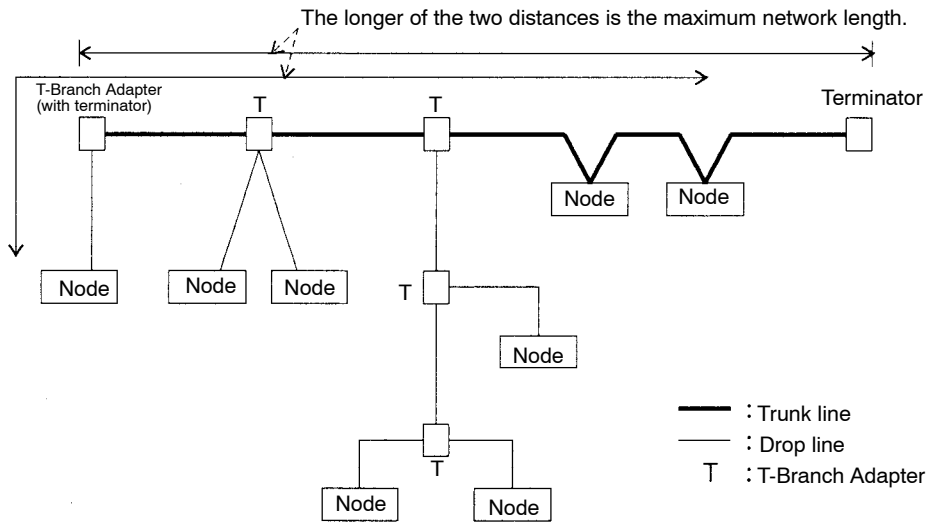 The longer of the two distances is the maximum network length.
T-Branch Adapter
(with terminator)
T
T
Terminator
Node
Node
Node
Node
Node
T
Node
T
Node
Node
: Trunk line
: Drop line
T : T-Branch Adapter